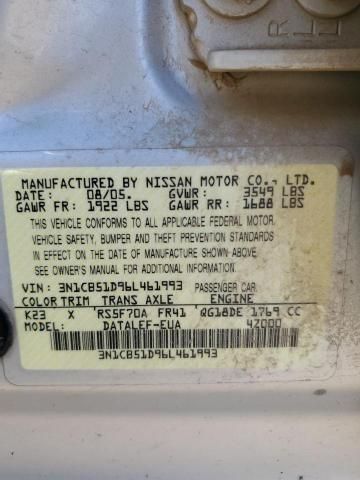 MANUFACTURED BY NISSAN MOTOR CO., LTD.
DATE: 08/05. GVWR: 3549 LBS
GAWR FR: 1922 LBS GAWR RR: 1688 LBS
THIS VEHICLE CONFORMS TO ALL APPLICABLE FEDERAL MOTOR
VEHICLE SAFETY, BUMPER AND THEFT PREVENTION STANDARDS
IN EFFECT ON THE DATE OF MANUFACTURE SHOWN ABOVE.
SEE OWNER'S MANUAL FOR ADDITIONAL INFORMATION.
VIN: 3N1CB51D96L461993 PASSENGER CAR.
COLOR TRIM TRANS AXLE ENGINE
K23 X RS5F70A FR41 QG18DE 1769 CC
MODEL: DATALEF-EUA 42000
3N1CB51D96L461993